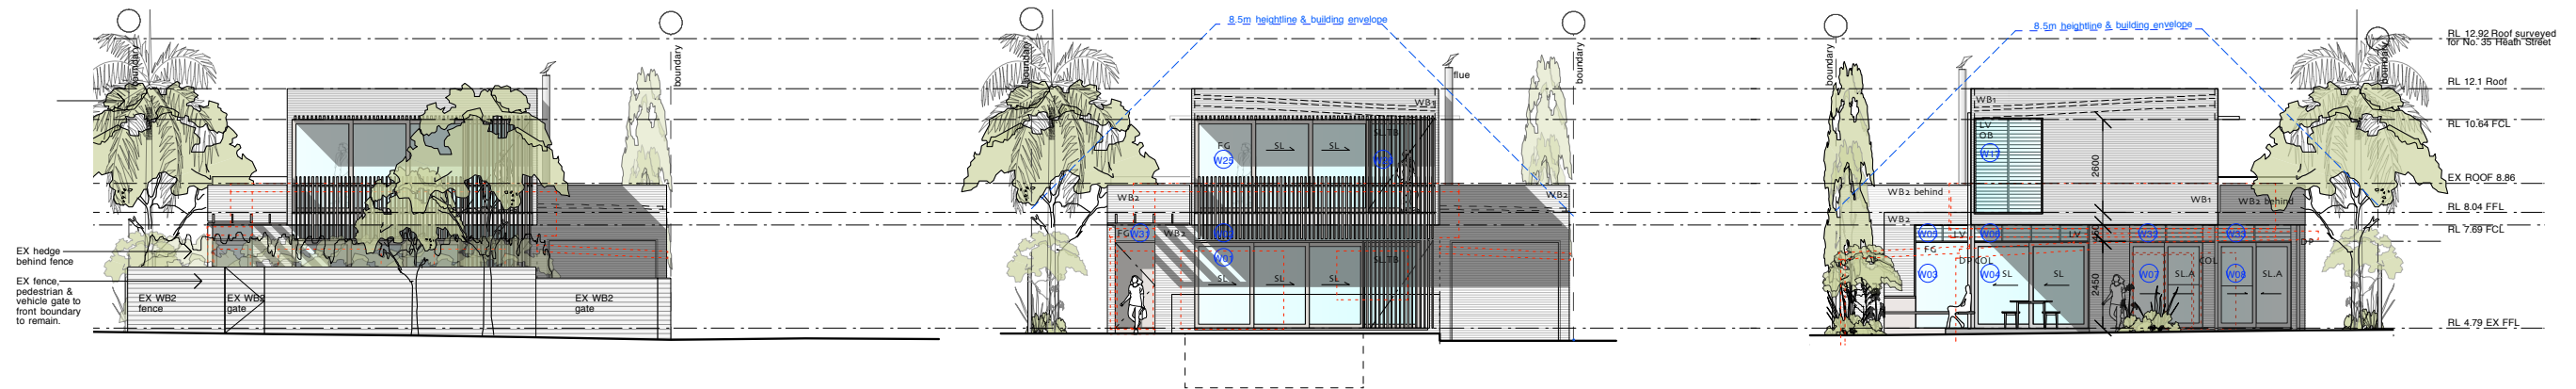 boundary
boundary
EX hedge
behind fence
EX fence,
pedestrian &
vehicle gate to
front boundary
to remain.
EX WB2
fence
EX WB2
gate
EX WB2
gate
8.5m heightline & building envelope
boundary
boundary
flue
WB1
SL.TB
FG
SL
SL
W25
WB2
WB2
FG
W31
WB2
W01
SL.TB
SL
SL
SL
8.5m heightline & building envelope
boundary
boundary
WB1
LV
OB
W17
2600
WB2 behind
WB1
WB2 behind
WB2
W05
LV
W06
LV
W32
W33
DP
FG
DP
COL
COL
W03
W04
SL
SL
2450
W07
SL.A
W08
SL.A
RL 12.92 Roof surveyed
for No. 35 Heath Street
RL 12.1 Roof
RL 10.64 FCL
EX ROOF 8.86
RL 8.04 FFL
RL 7.69 FCL
RL 4.79 EX FFL